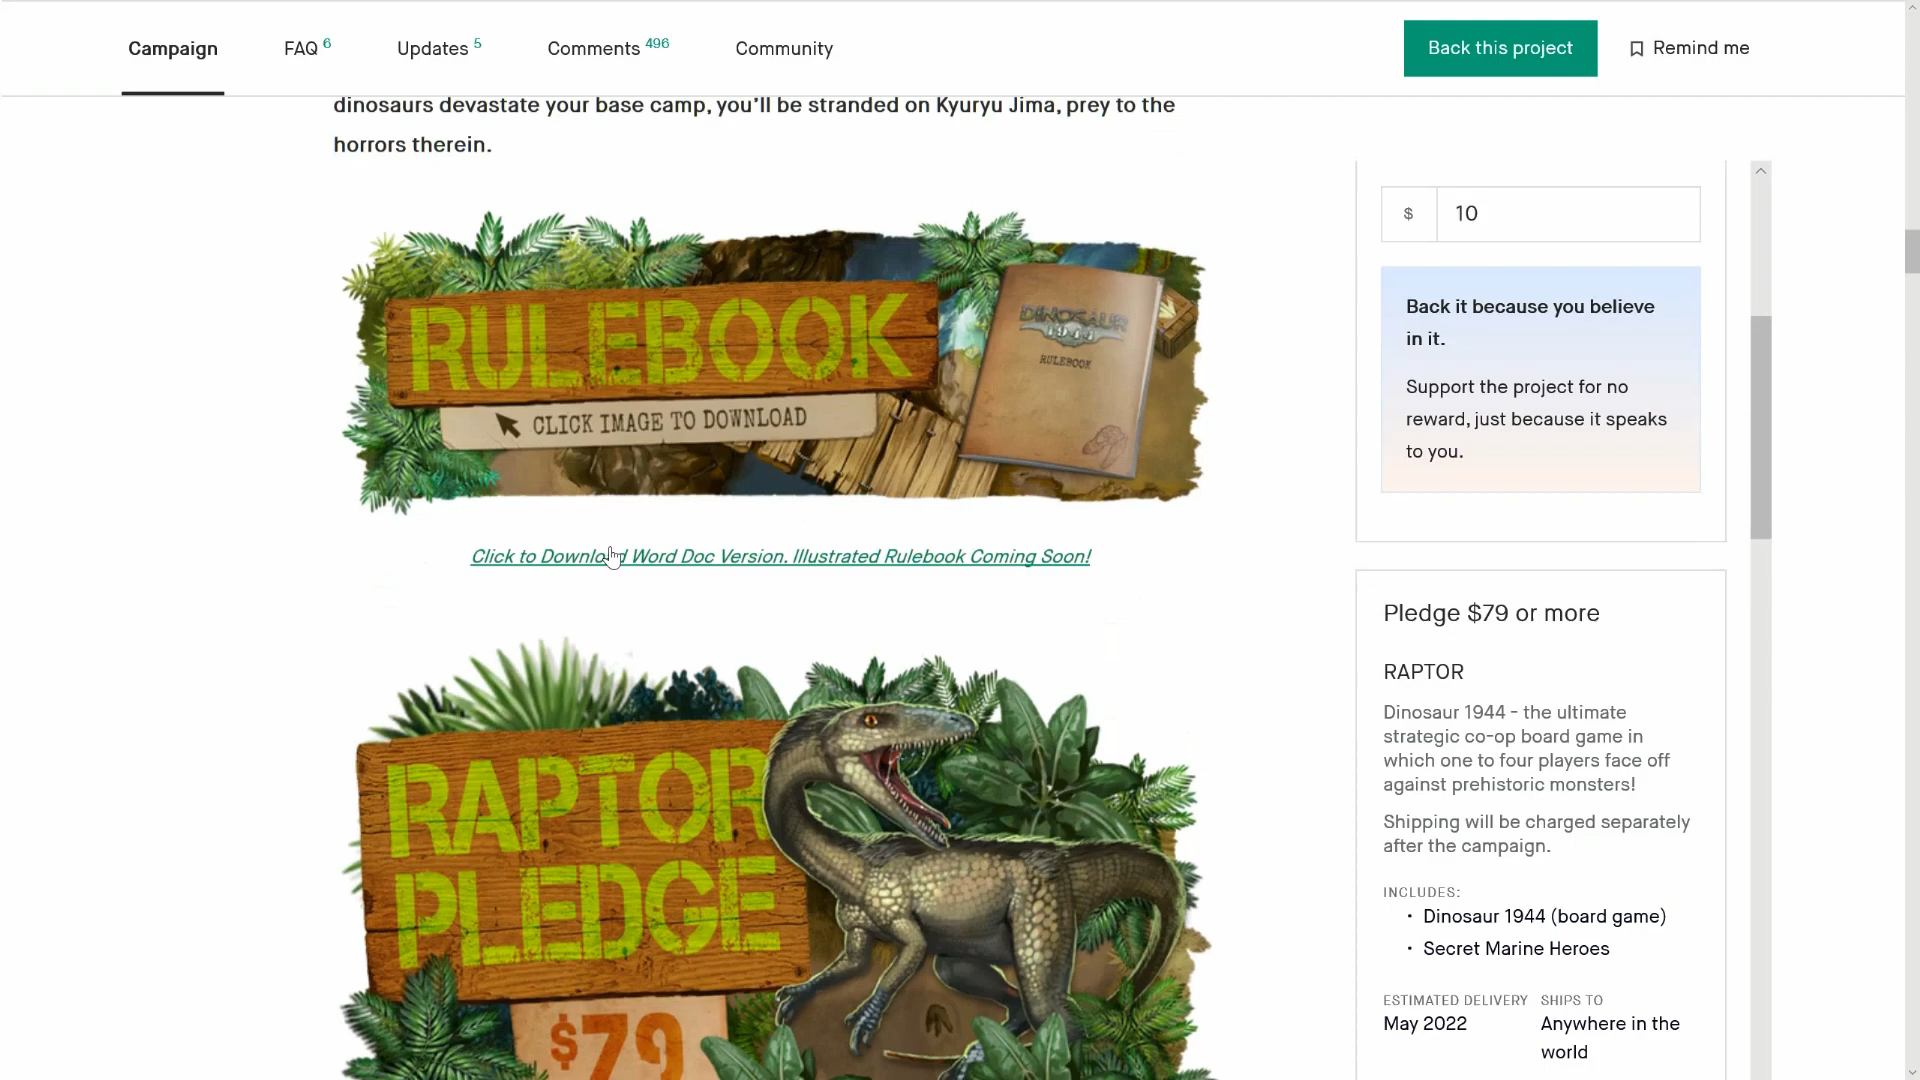 Campaign
FAQ 6
Updates 5
Comments 496
Community
Back this project
Remind me
dinosaurs devastate your base camp, you'll be stranded on Kyuryu Jima, prey to the
horrors therein.
RULEBOOK
CLICK IMAGE TO DOWNLOAD
DINOSAUR
1944
RULEBOOK
Click to Download Word Doc Version. Illustrated Rulebook Coming Soon!
RAPTOR
PLEDGE
$79
$ 10
Back it because you believe
in it.
Support the project for no
reward, just because it speaks
to you.
Pledge $79 or more
RAPTOR
Dinosaur 1944 - the ultimate
strategic co-op board game in
which one to four players face off
against prehistoric monsters!
Shipping will be charged separately
after the campaign.
INCLUDES:
• Dinosaur 1944 (board game)
• Secret Marine Heroes
ESTIMATED DELIVERY
May 2022
SHIPS TO
Anywhere in the
world